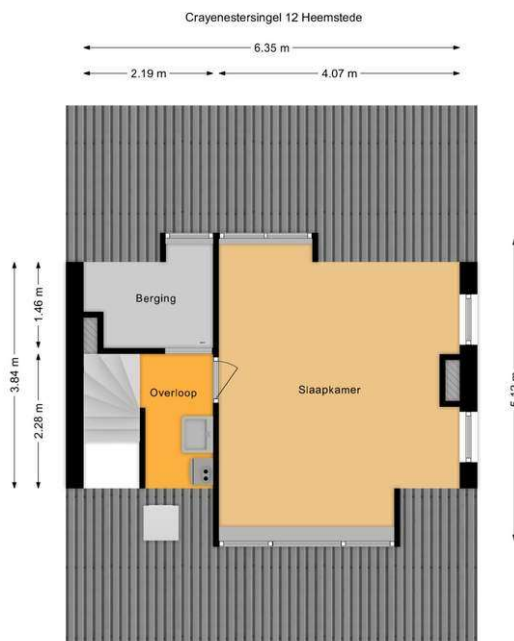 Crayenestersingel 12 Heemstede
6.35 m
2.19 m
4.07 m
Berging
1.46 m
3.84 m
2.28 m
Overloop
Slaapkamer